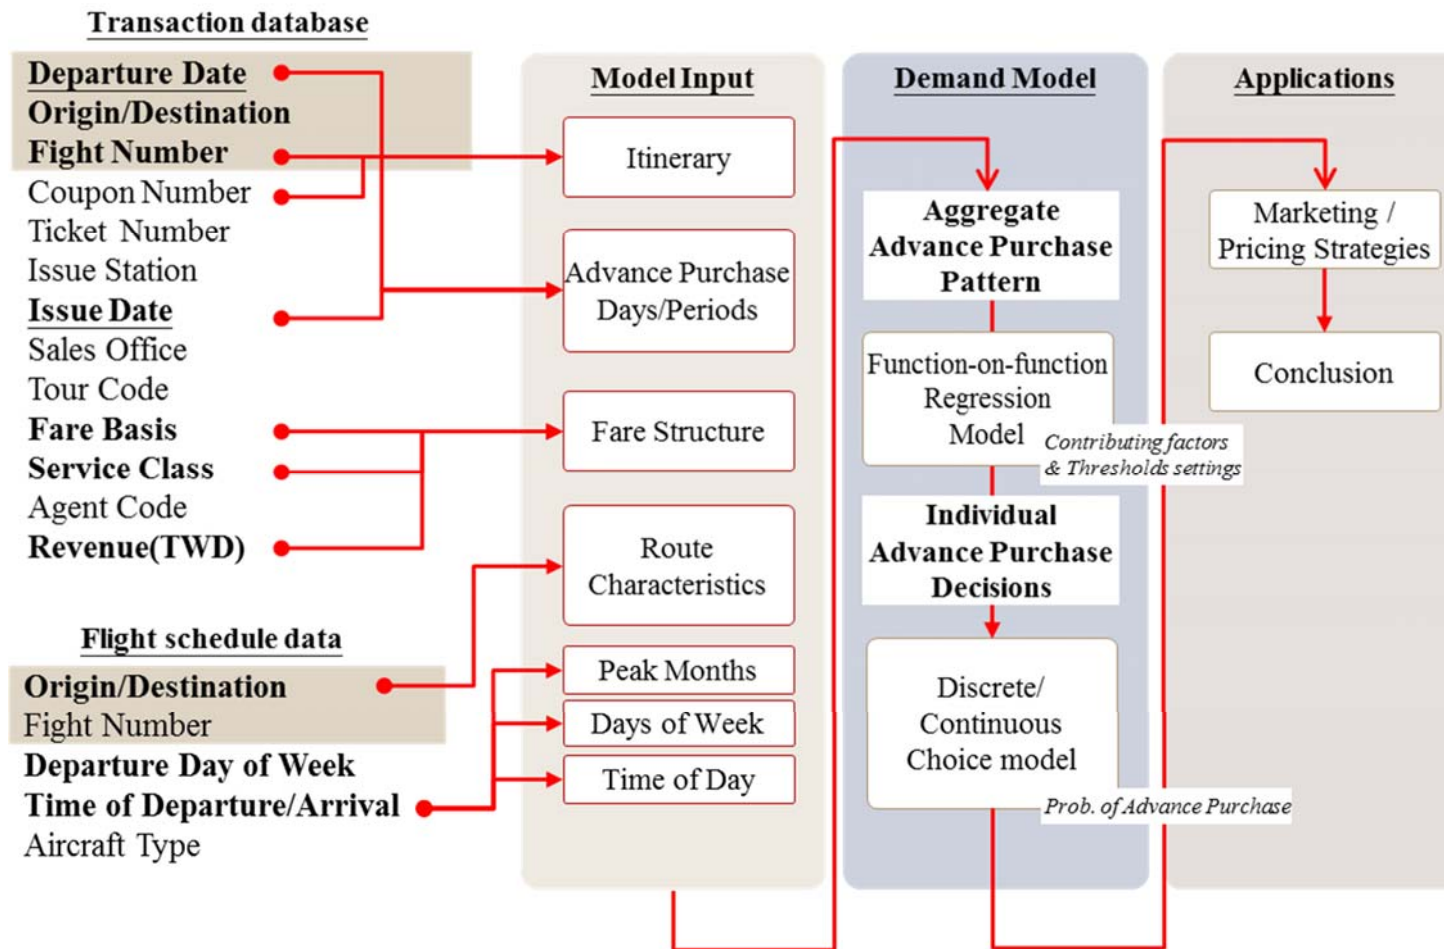 Transaction database
Departure Date
Origin/Destination
Fight Number
Coupon Number
Ticket Number
Issue Station
Issue Date
Sales Office
Tour Code
Fare Basis
Service Class
Agent Code
Revenue(TWD)
Flight schedule data
Origin/Destination
Fight Number
Departure Day of Week
Time of Departure/Arrival
Aircraft Type
Model Input
Itinerary
Advance Purchase
Days/Periods
Fare Structure
Route
Characteristics
Peak Months
Days of Week
Time of Day
Demand Model
Aggregate
Advance Purchase
Pattern
Function-on-function
Regression
Model
Contributing factors
& Thresholds settings
Individual
Advance Purchase
Decisions
Discrete/
Continuous
Choice model
Prob. of Advance Purchase
Applications
Marketing /
Pricing Strategies
Conclusion